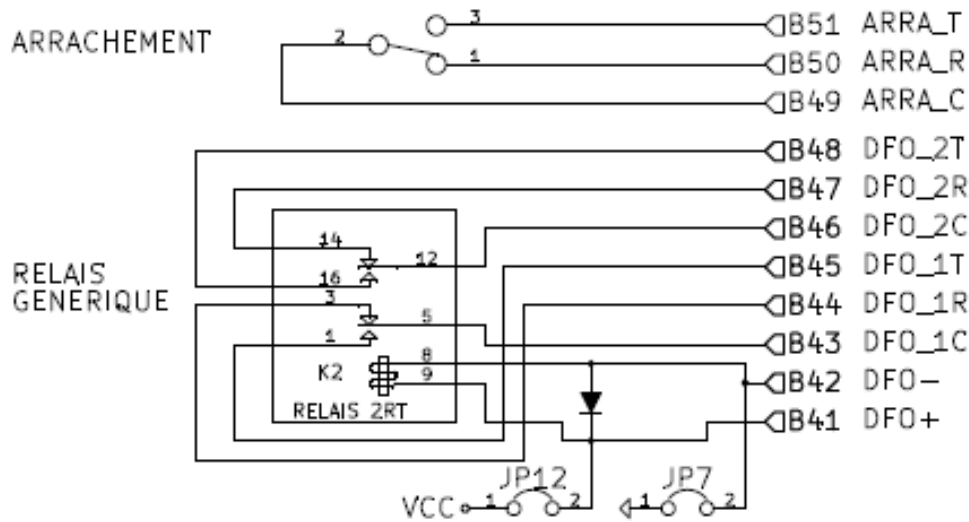 3 B51 ARRA_T
ARRACHEMENT 2
1 B50 ARRA_R
B49 ARRA_C
B48 DFO_2T
B47 DFO_2R
14
12 B46 DFO_2C
RELAIS
GENERIQUE
16 B45 DFO_1T
3 B44 DFO_1R
5
1 B43 DFO_1C
K2 8
9 B42 DFO-
RELAIS 2RT B41 DFO+
JP12 JP7
VCC 1 2 1 2